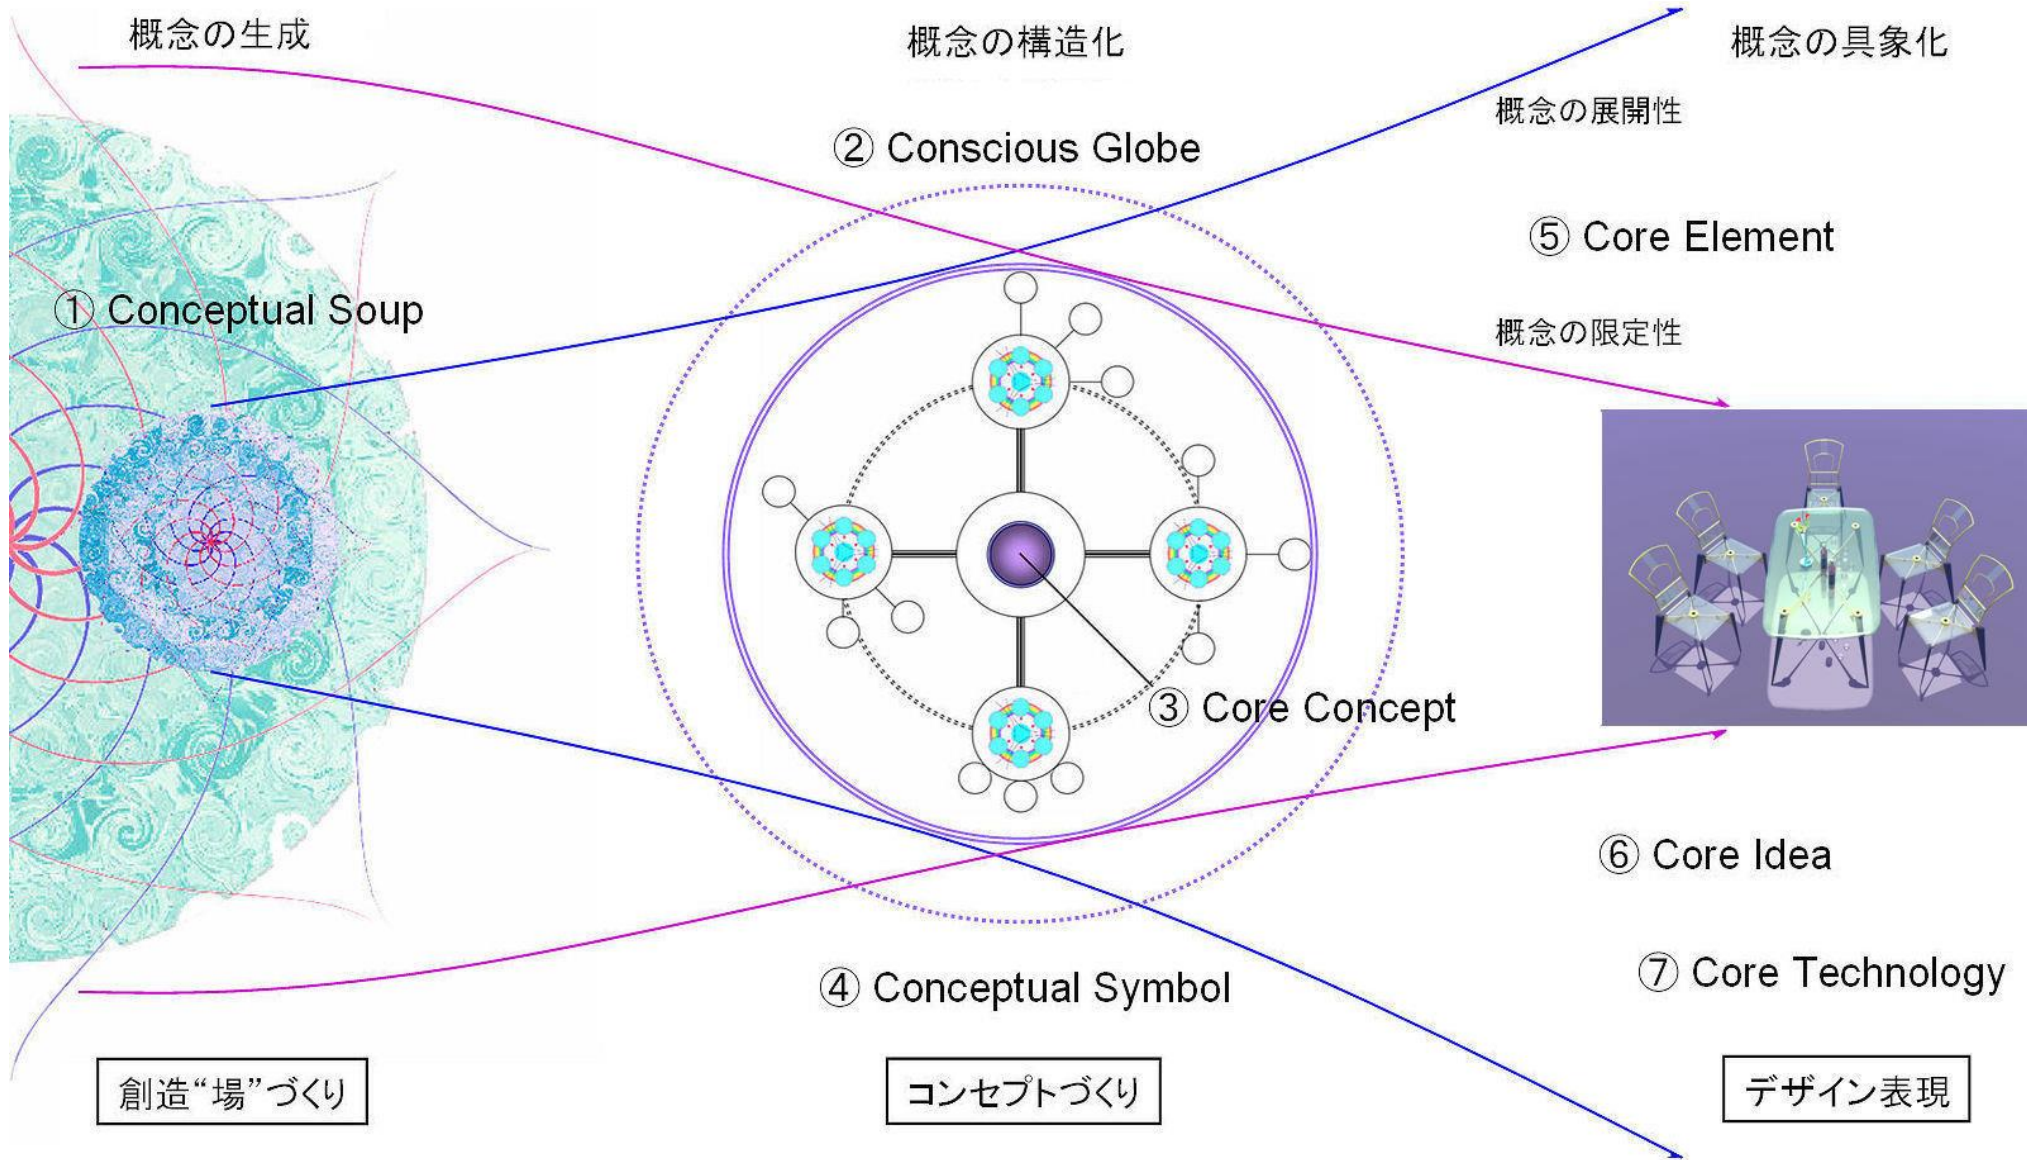 概念の生成
概念の構造化
概念の具象化
概念の展開性
② Conscious Globe
⑤ Core Element
① Conceptual Soup
概念の限定性
③ Core Concept
⑥ Core Idea
④ Conceptual Symbol
⑦ Core Technology
創造“場”づくり
コンセプトづくり
デザイン表現